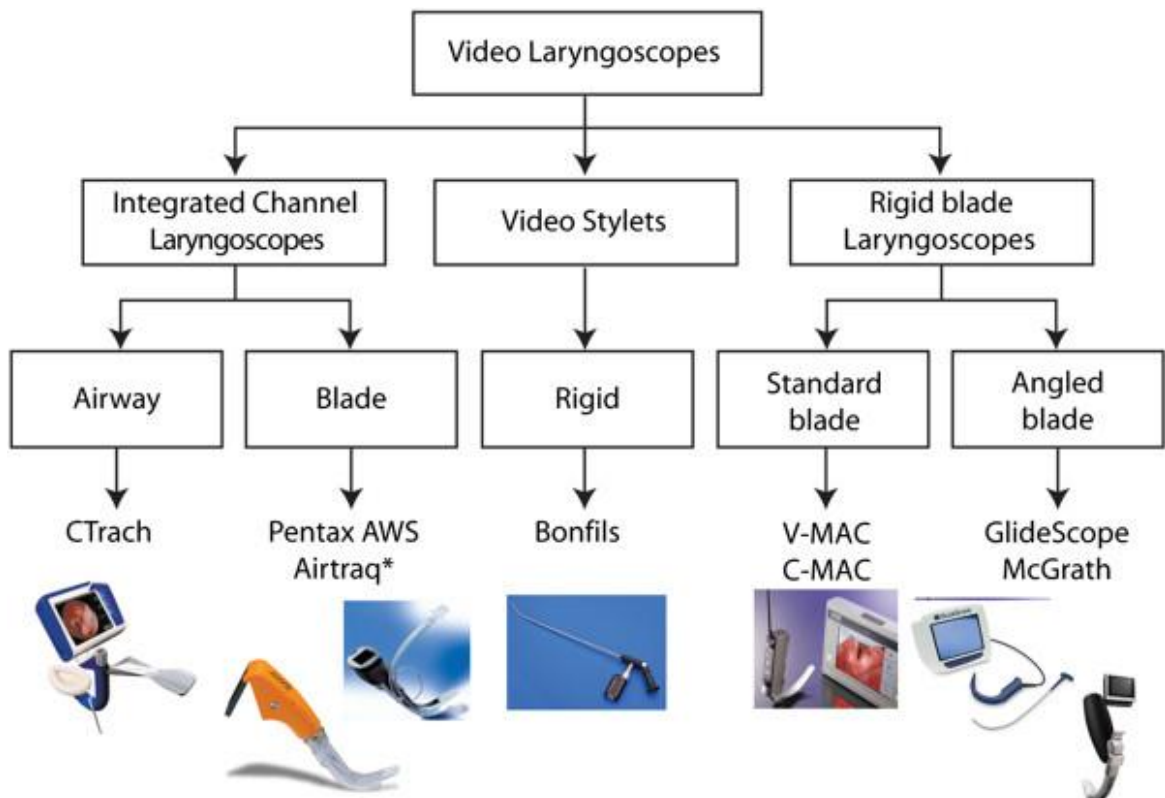 Video Laryngoscopes
Integrated Channel
Laryngoscopes
Video Stylets
Rigid blade
Laryngoscopes
Airway
Blade
Rigid
Standard
blade
Angled
blade
CTrach
Pentax AWS
Airtraq*
Bonfils
V-MAC
C-MAC
GlideScope
McGrath